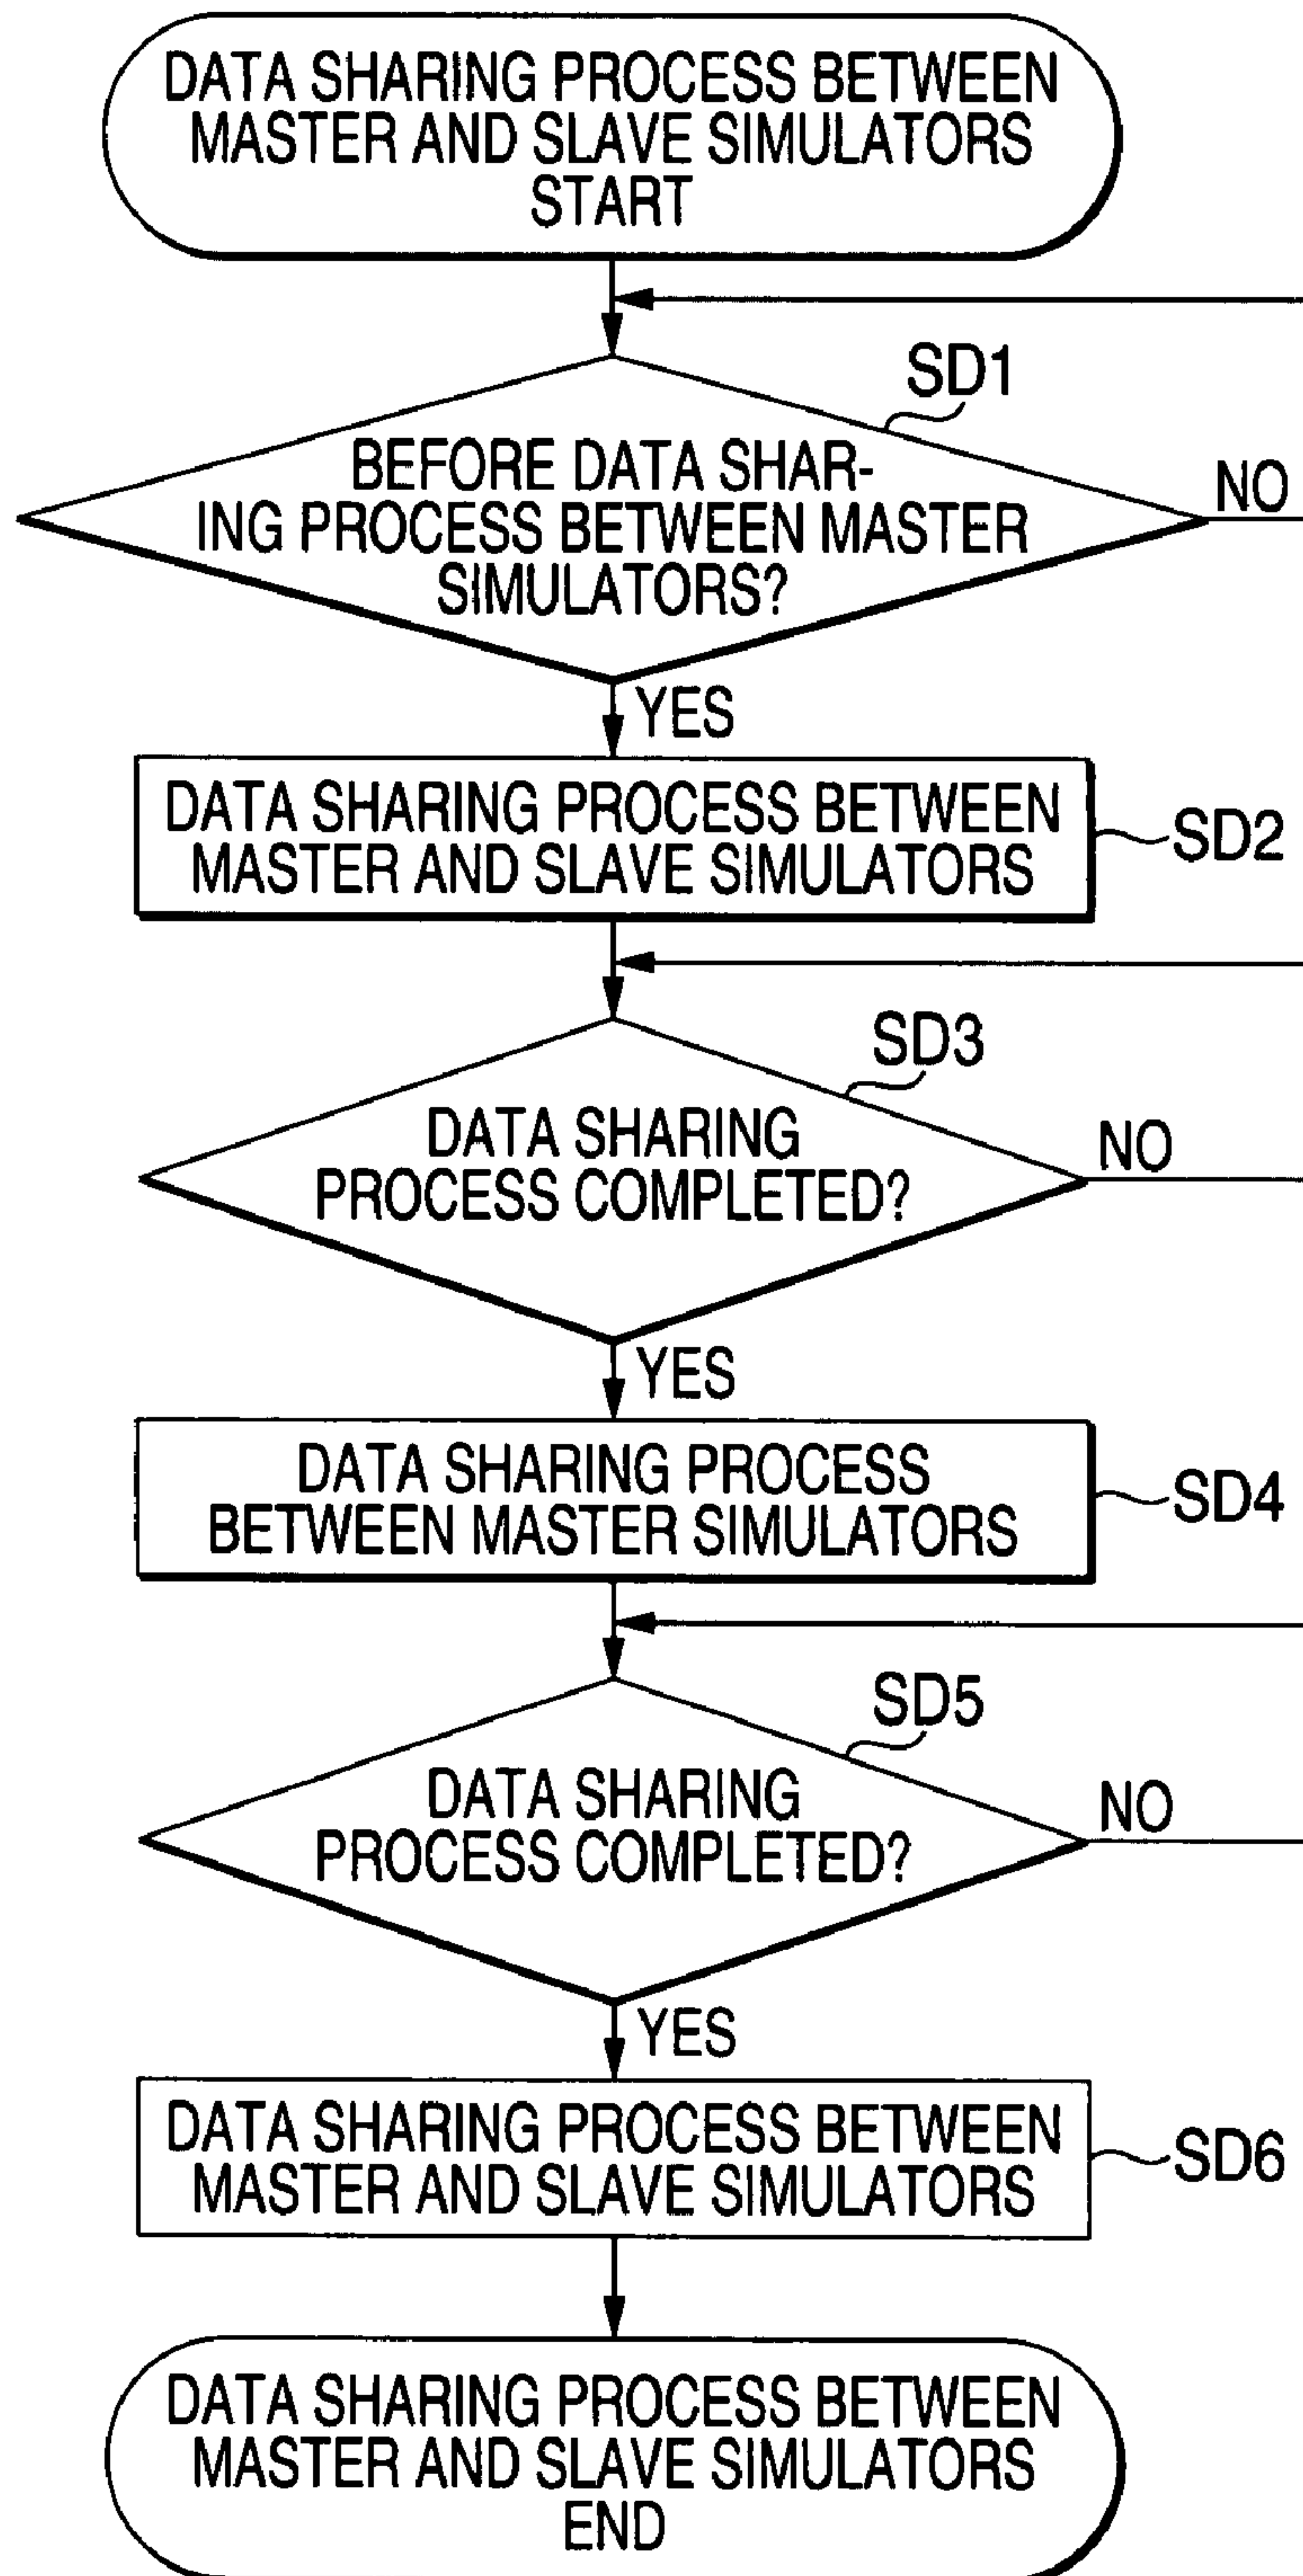 DATA SHARING PROCESS BETWEEN
MASTER AND SLAVE SIMULATORS
START
SD1
BEFORE DATA SHAR-
ING PROCESS BETWEEN MASTER
SIMULATORS?
NO
YES
DATA SHARING PROCESS BETWEEN
MASTER AND SLAVE SIMULATORS
SD2
SD3
DATA SHARING
PROCESS COMPLETED?
NO
YES
DATA SHARING PROCESS
BETWEEN MASTER SIMULATORS
SD4
SD5
DATA SHARING
PROCESS COMPLETED?
NO
YES
DATA SHARING PROCESS BETWEEN
MASTER AND SLAVE SIMULATORS
SD6
DATA SHARING PROCESS BETWEEN
MASTER AND SLAVE SIMULATORS
END